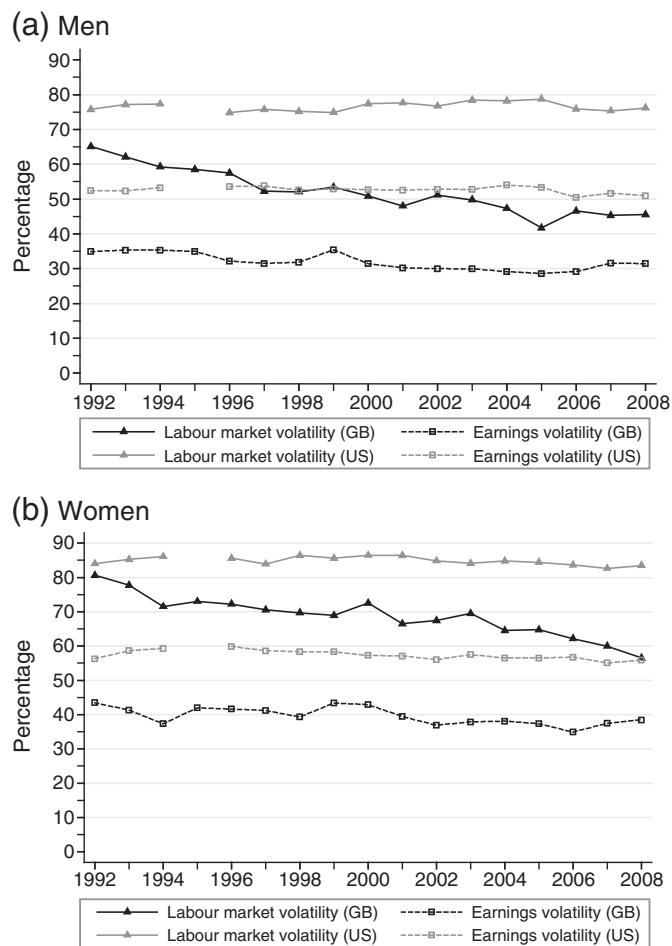 (a) Men
90
80
70
60
50
40
30
20
10
0
Percentage
1992 1994 1996 1998 2000 2002 2004 2006 2008
Labour market volatility (GB) Earnings volatility (GB)
Labour market volatility (US) Earnings volatility (US)
(b) Women
90
80
70
60
50
40
30
20
10
0
Percentage
1992 1994 1996 1998 2000 2002 2004 2006 2008
Labour market volatility (GB) Earnings volatility (GB)
Labour market volatility (US) Earnings volatility (US)